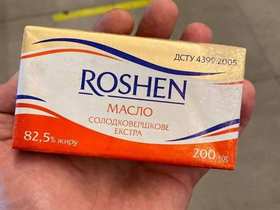 ДСТУ 4399:2005
ROSHEN
МАСЛО
СОЛОДКОВЕРШКОВЕ
ЕКСТРА
82,5% жиру
200